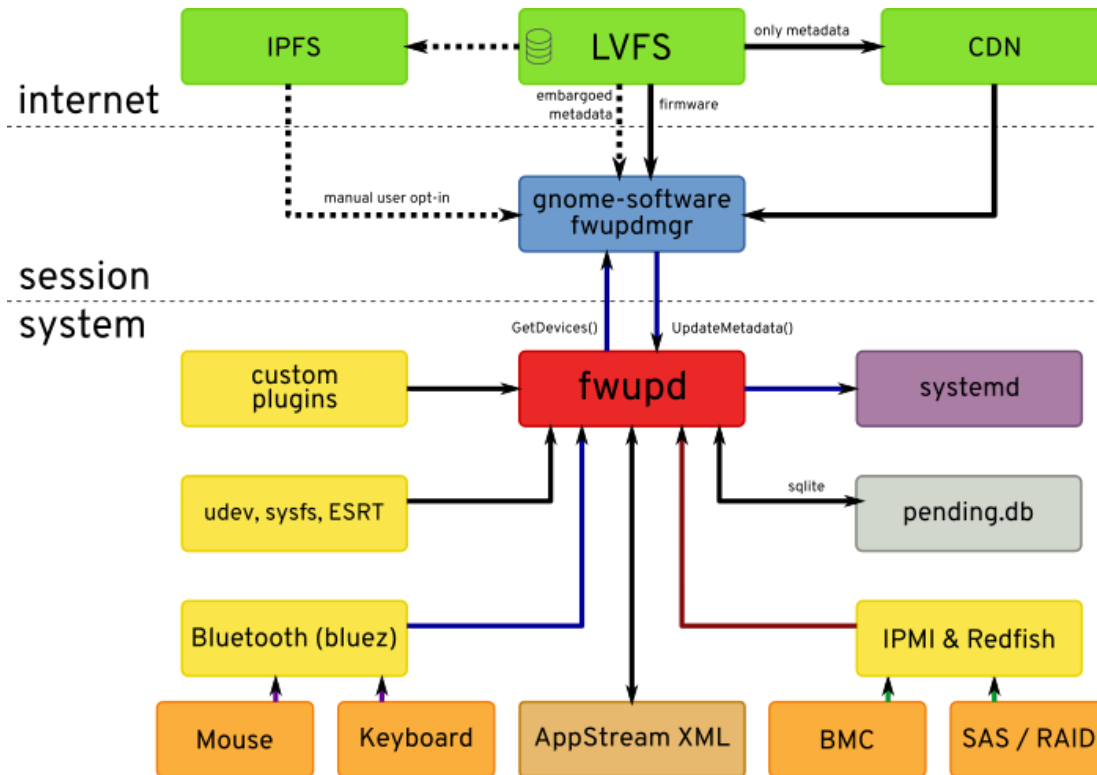 IPFS
LVFS
only metadata
CDN
internet
embargoed
metadata
firmware
manual user opt-in
gnome-software
fwupdmgr
session
system
GetDevices()
UpdateMetadata()
custom
plugins
fwupd
systemd
udev, sysfs, ESRT
sqlite
pending.db
Bluetooth (bluez)
IPMI & Redfish
Mouse
Keyboard
AppStream XML
BMC
SAS / RAID